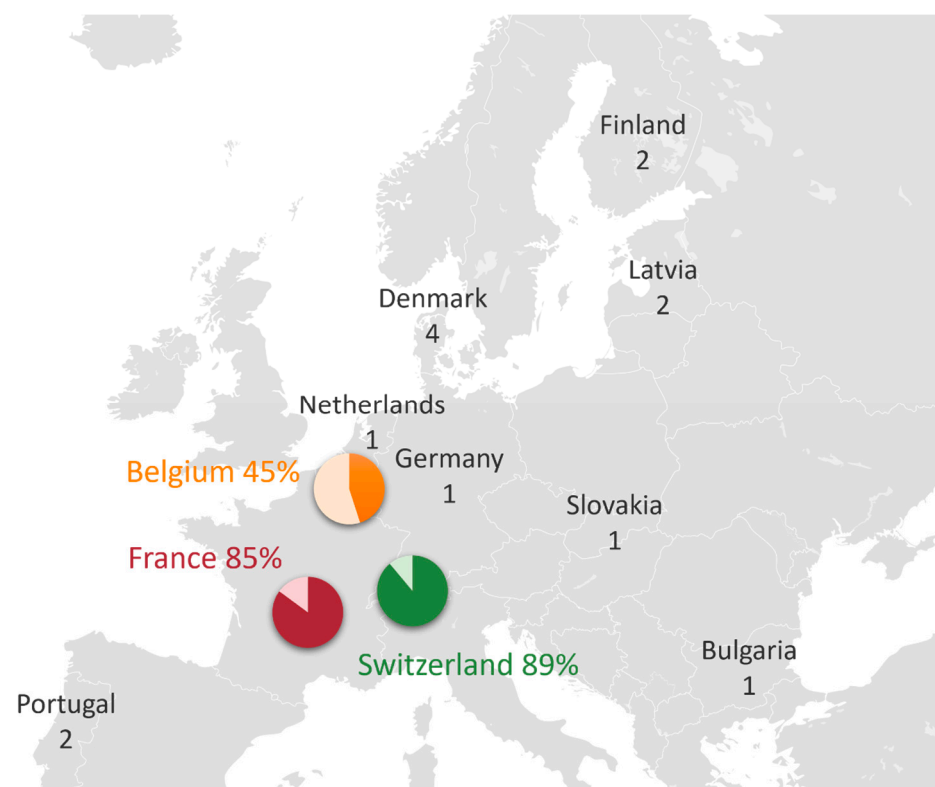 Finland
2
Latvia
2
Denmark
4
Netherlands
1
Germany
1
Belgium 45%
Slovakia
1
France 85%
Switzerland 89%
Bulgaria
1
Portugal
2